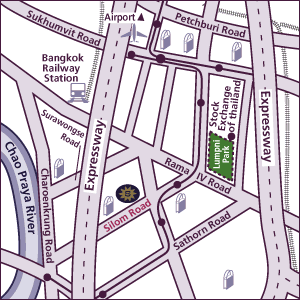 Airport
Petchburi Road
Sukhumvit Road
Bangkok
Railway
Station
Stock
Exchange
of thailand
Expressway
Surawongse
Road
Expressway
Lumpni
Park
Chao Praya River
Charoenkrung Road
Rama IV Road
Silom Road
Sathorn Road